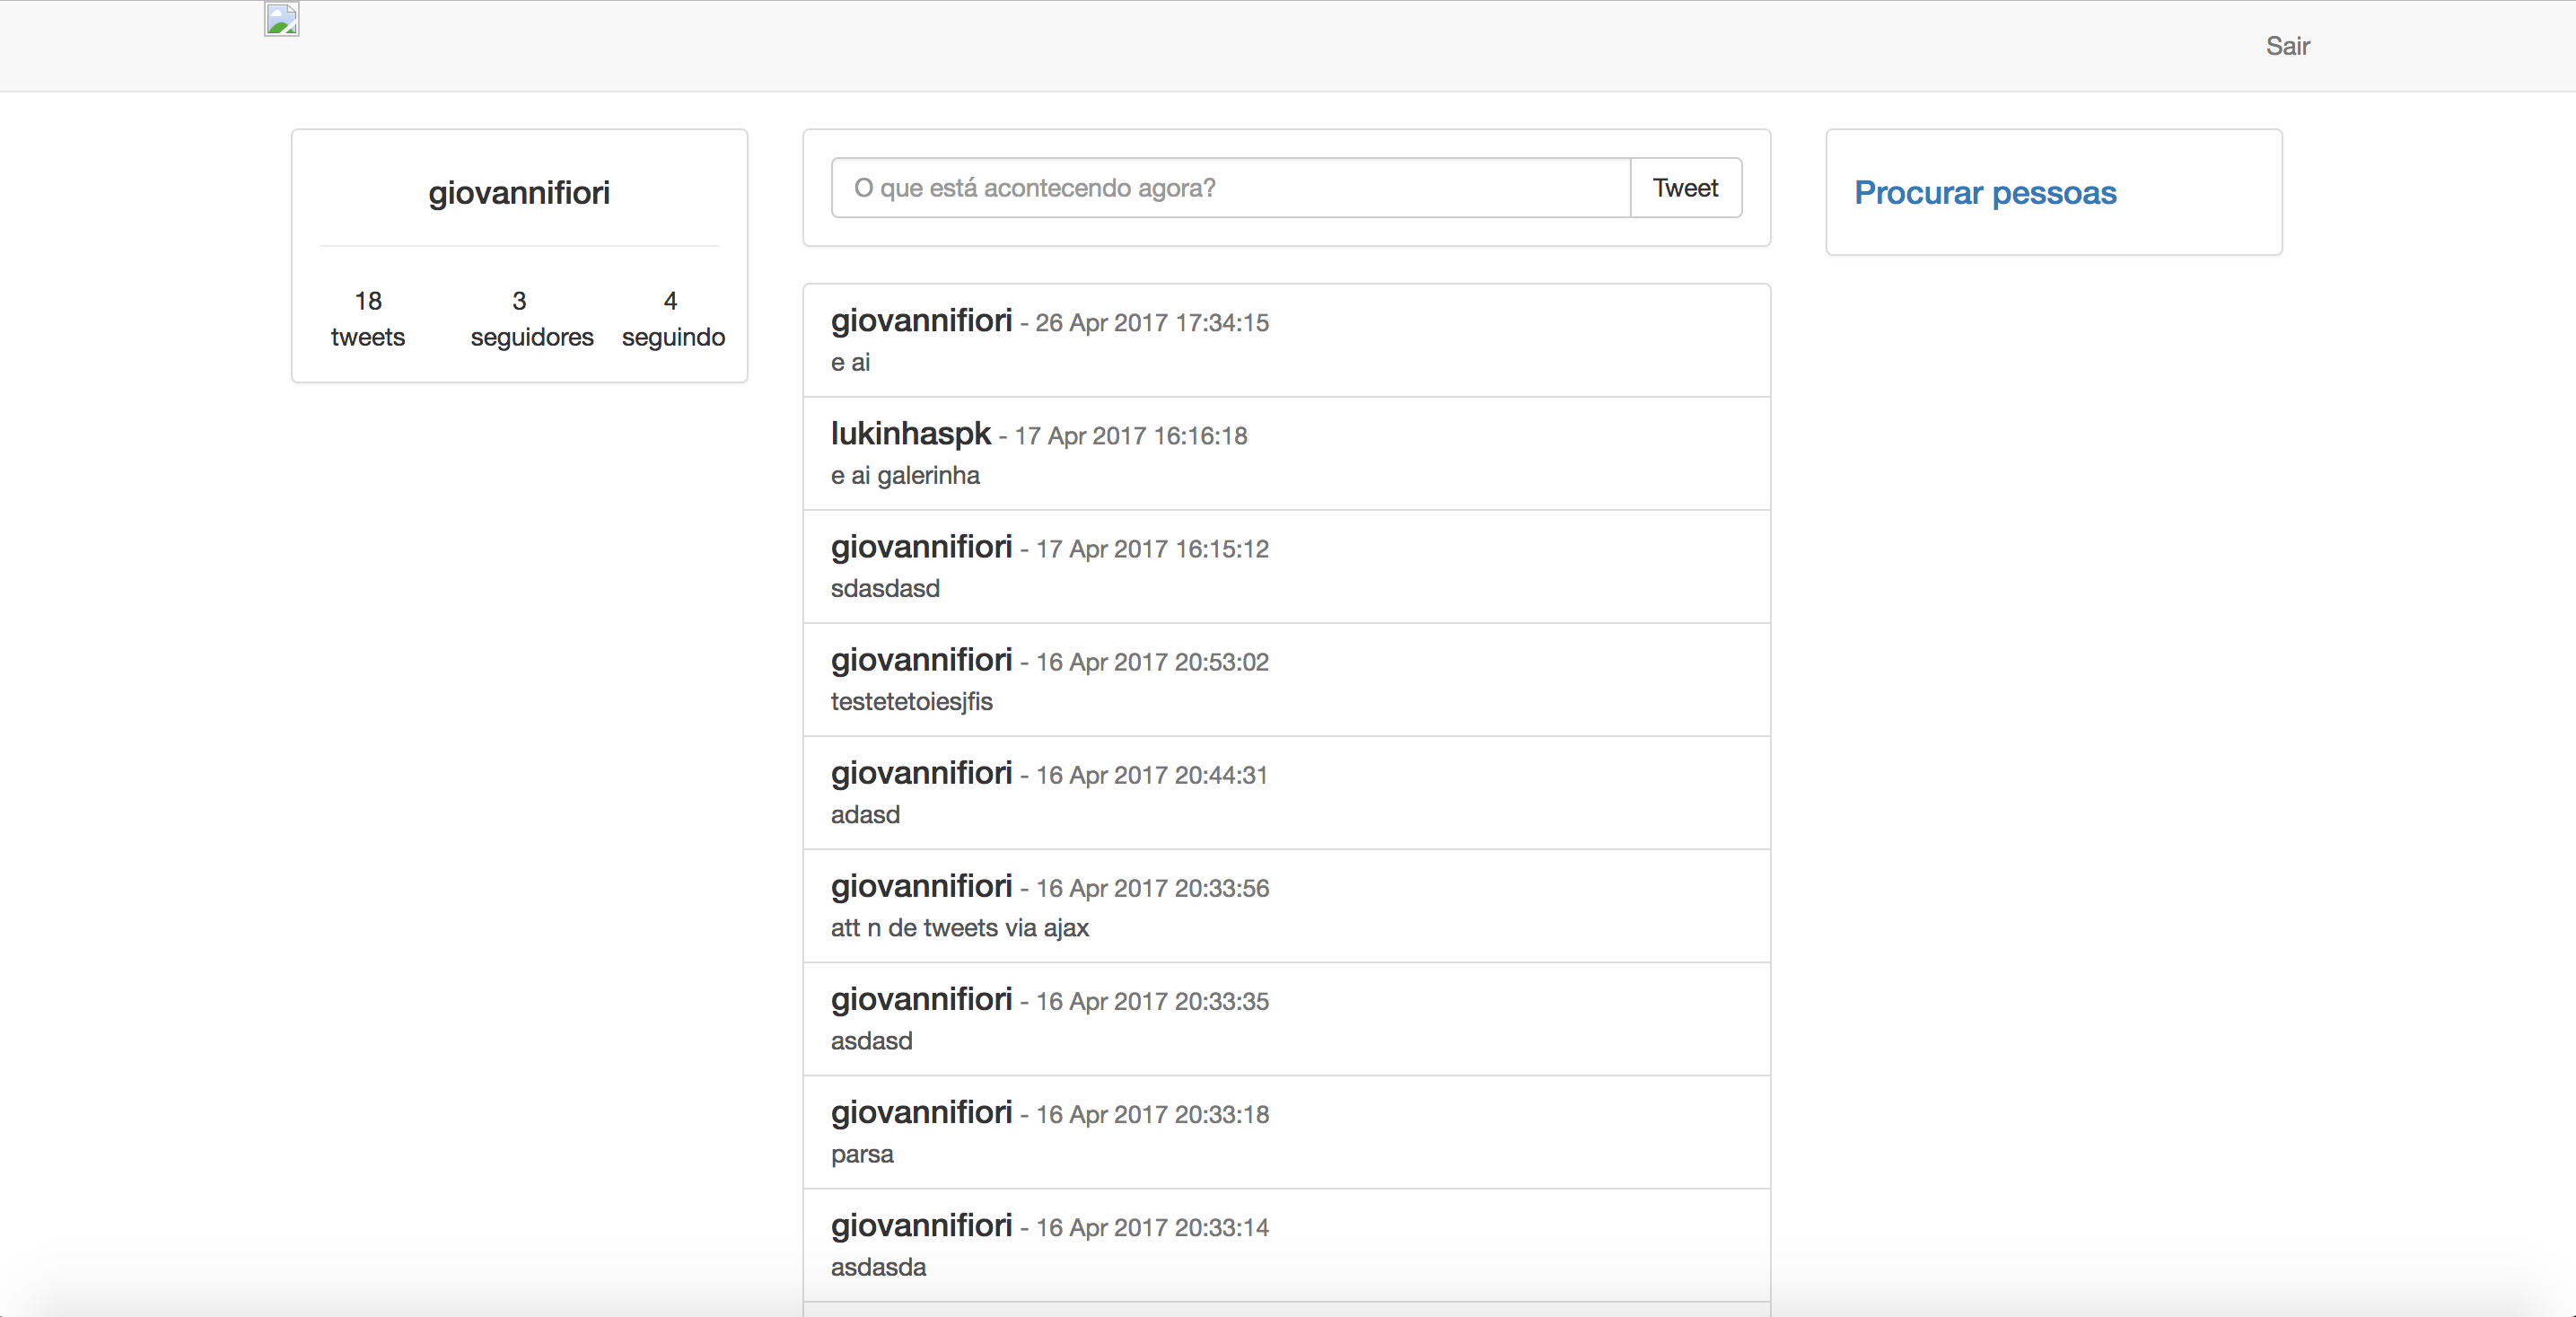 Sair
giovannifiori
18 3 4
tweets seguidores seguindo
O que está acontecendo agora? Tweet
giovannifiori - 26 Apr 2017 17:34:15
e ai
lukinhaspk - 17 Apr 2017 16:16:18
e ai galerinha
giovannifiori - 17 Apr 2017 16:15:12
sdasdasd
giovannifiori - 16 Apr 2017 20:53:02
testetetoiesjfis
giovannifiori - 16 Apr 2017 20:44:31
adasd
giovannifiori - 16 Apr 2017 20:33:56
att n de tweets via ajax
giovannifiori - 16 Apr 2017 20:33:35
asdasd
giovannifiori - 16 Apr 2017 20:33:18
parsa
giovannifiori - 16 Apr 2017 20:33:14
asdasda
Procurar pessoas